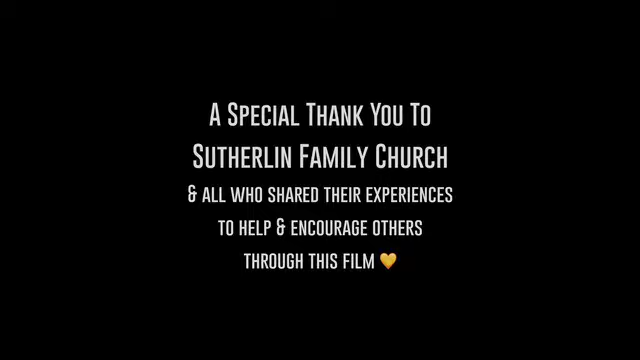 A Special Thank You To
Sutherlin Family Church
& all who shared their experiences
to help & encourage others
through this film 💛